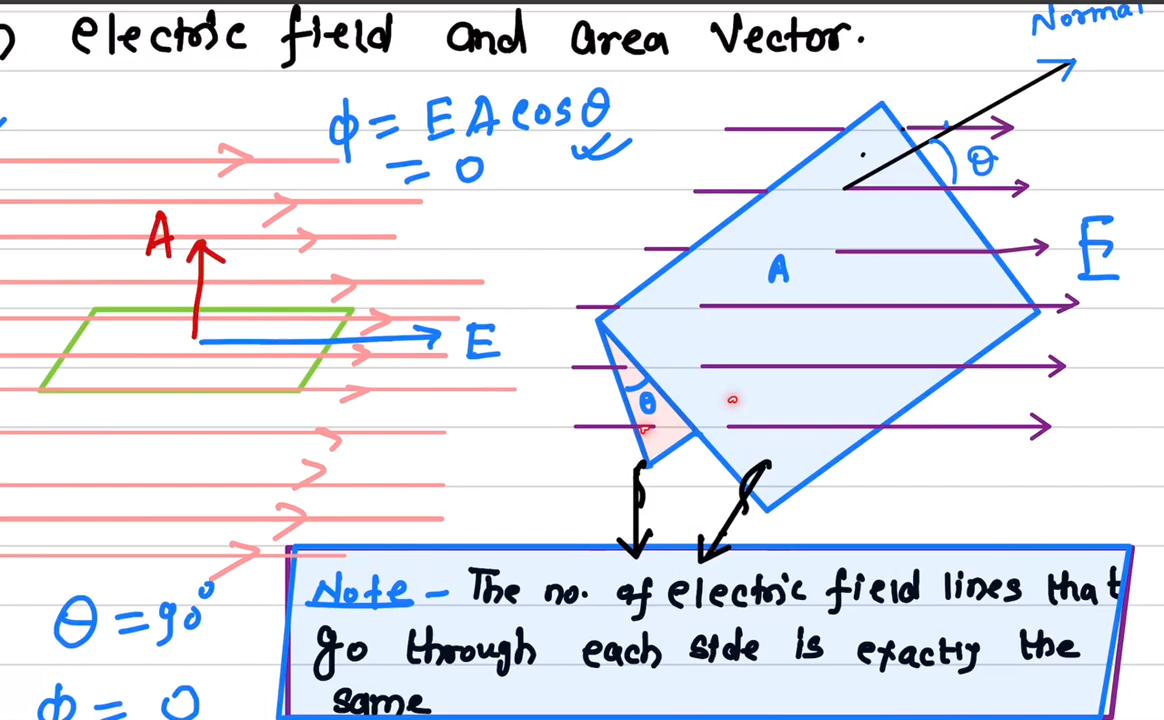 electric field and area Vector.
Normal
ϕ = E A cosθ
= 0
θ
A
E
A
E
θ
Note - The no. of electric field lines that
go through each side is exactly the
same
θ = 90°
ϕ = 0